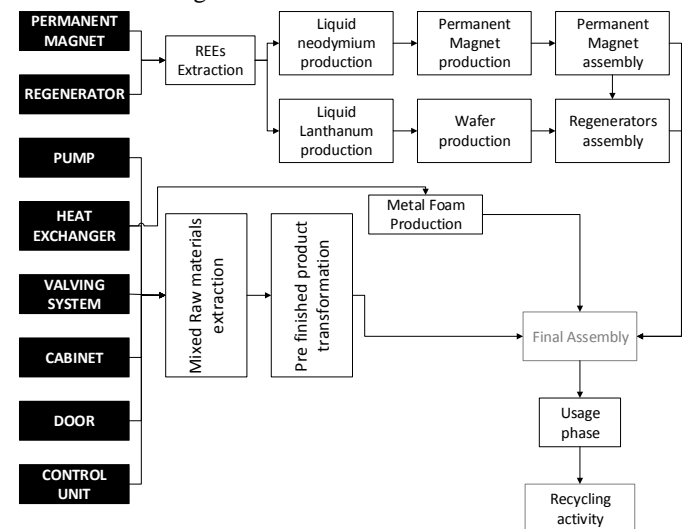 PERMANENT
MAGNET
REGENERATOR
PUMP
HEAT
EXCHANGER
VALVING
SYSTEM
CABINET
DOOR
CONTROL
UNIT
REEs
Extraction
Liquid
neodymium
production
Permanent
Magnet
production
Permanent
Magnet
assembly
Liquid
Lanthanum
production
Wafer
production
Regenerators
assembly
Metal Foam
Production
Mixed Raw materials
extraction
Pre finished product
transformation
Final Assembly
Usage
phase
Recycling
activity